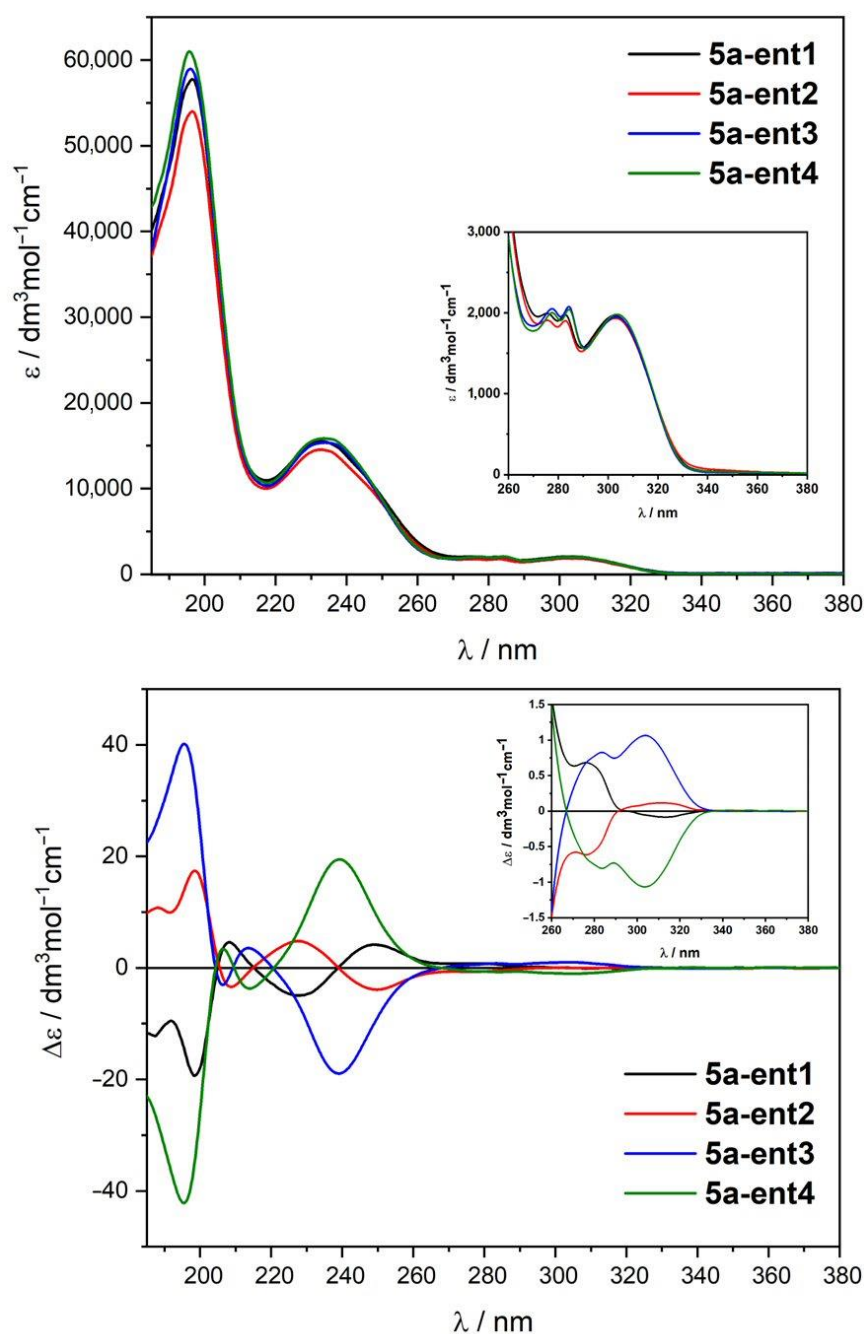 5a-ent1
5a-ent2
5a-ent3
5a-ent4
60,000
50,000
40,000
30,000
20,000
10,000
0
ε / dm³mol⁻¹cm⁻¹
200 220 240 260 280 300 320 340 360 380
λ / nm
3,000
2,000
1,000
0
ε / dm³mol⁻¹cm⁻¹
260 280 300 320 340 360 380
λ / nm
40
20
0
−20
−40
Δε / dm³mol⁻¹cm⁻¹
200 220 240 260 280 300 320 340 360 380
λ / nm
1.5
1
0.5
0
−0.5
−1
−1.5
Δε / dm³mol⁻¹cm⁻¹
260 280 300 320 340 360 380
λ / nm
5a-ent1
5a-ent2
5a-ent3
5a-ent4